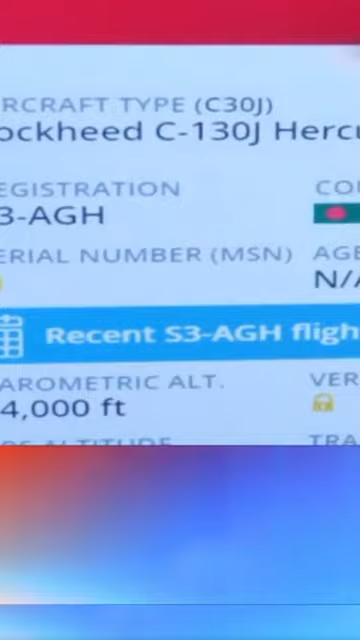 RCRAFT TYPE (C30J)
ockheed C-130J Hercu
EGISTRATION
COU
3-AGH
ERIAL NUMBER (MSN)
AGE
N/A
Recent S3-AGH fligh
AROMETRIC ALT.
VER
4,000 ft
TRA